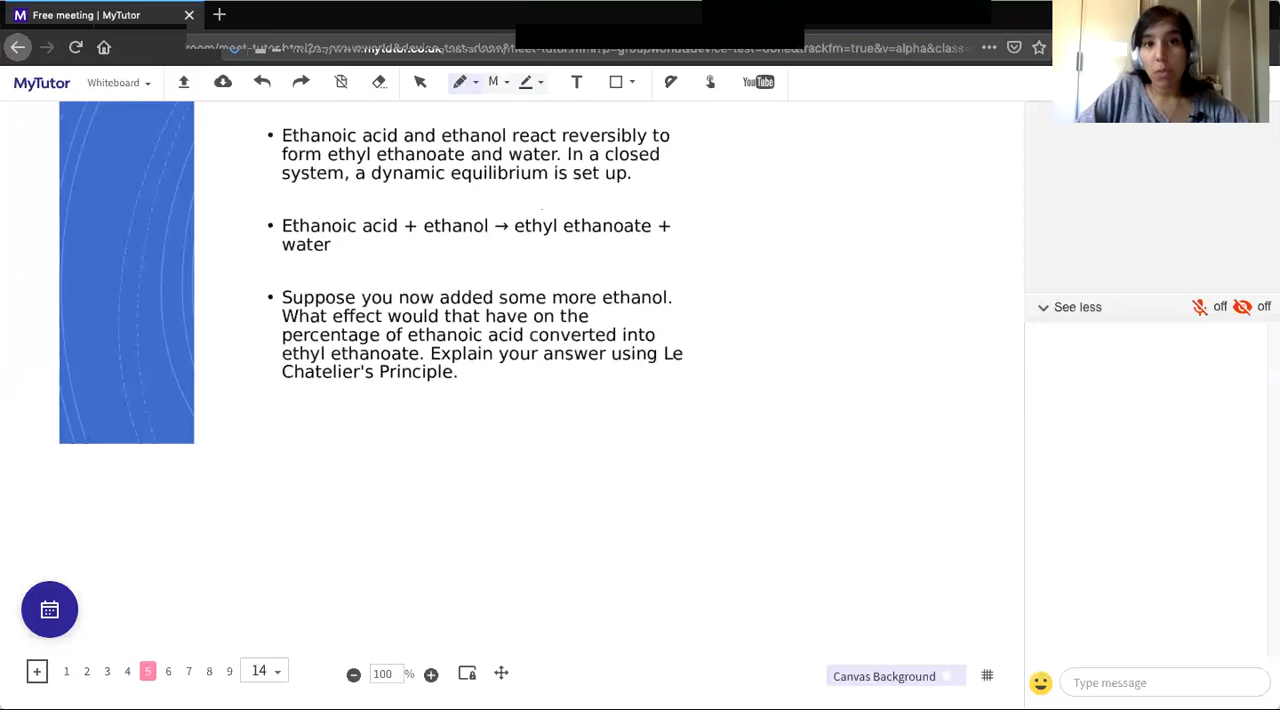 Free meeting | MyTutor
MyTutor
Whiteboard
M
T
YouTube
• Ethanoic acid and ethanol react reversibly to
form ethyl ethanoate and water. In a closed
system, a dynamic equilibrium is set up.
• Ethanoic acid + ethanol → ethyl ethanoate +
water
• Suppose you now added some more ethanol.
What effect would that have on the
percentage of ethanoic acid converted into
ethyl ethanoate. Explain your answer using Le
Chatelier's Principle.
See less
off
off
1 2 3 4 5 6 7 8 9 14
100 %
Canvas Background
Type message